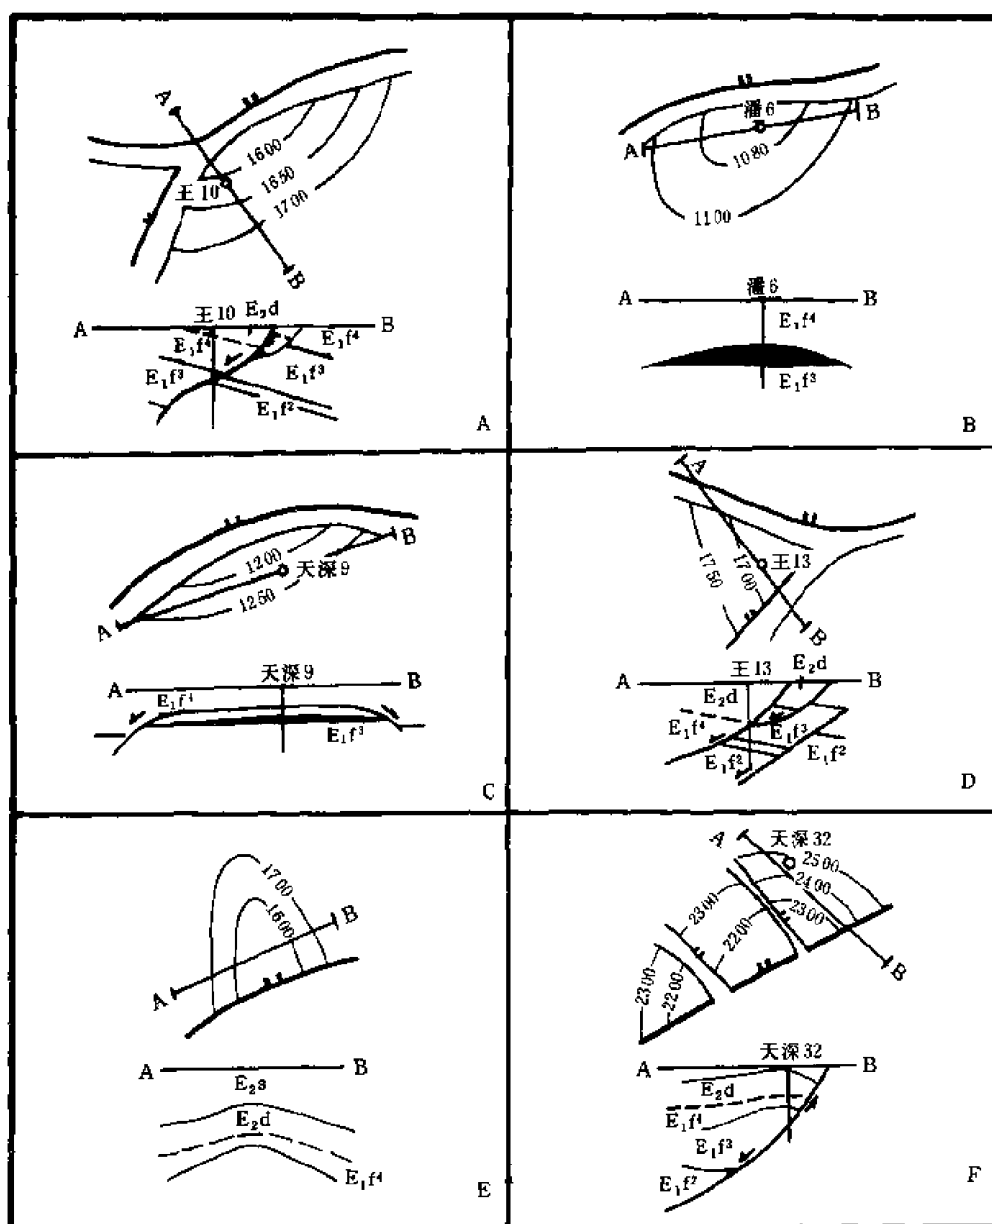 A
1600
1650
1700
王10
B
王10 E₂d
A B
E₁f⁴ E₁f⁴
E₁f³ E₁f³
E₁f²
A
潘6
A B
1080
1100
潘6
A B
E₁f⁴
E₁f³
B
1200
天深9
1250
A B
天深9
A B
E₁f⁴
E₁f³
C
A
1750
1700
王13
B
王13 E₂d
A B
E₂d
E₁f⁴ E₁f³
E₁f² E₁f²
D
1700
1600
A B
A B
E₂s
E₂d
E₁f⁴
E
A 天深32
2500
2400
2300 2300
2200
2300
2200
B
天深32
A B
E₂d
E₁f⁴
E₁f³
E₁f²
F